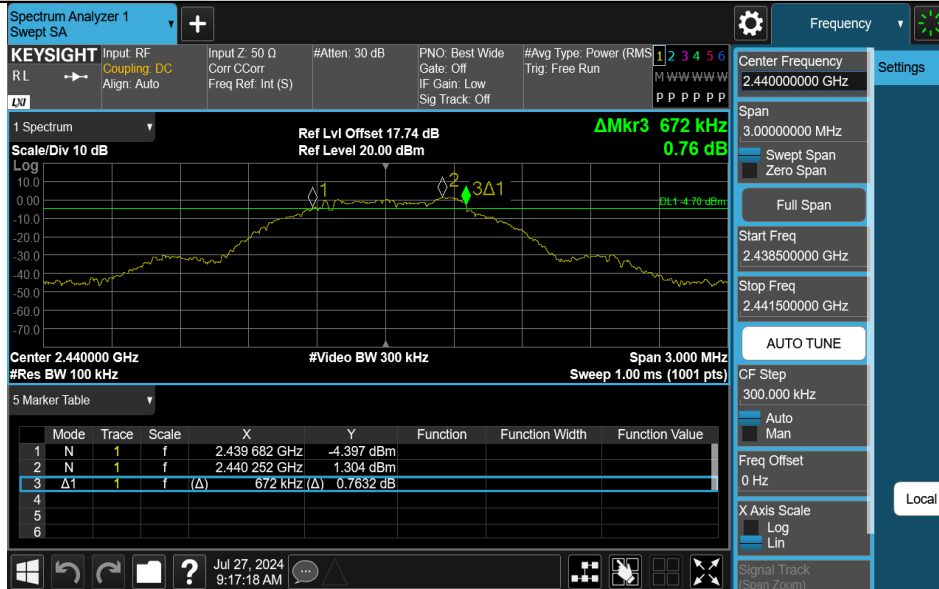 Spectrum Analyzer 1
Swept SA
Frequency
KEYSIGHT
RL
LXI
Input: RF
Coupling: DC
Align: Auto
Input Z: 50 Ω
Corr CCorr
Freq Ref: Int (S)
#Atten: 30 dB
PNO: Best Wide
Gate: Off
IF Gain: Low
Sig Track: Off
#Avg Type: Power (RMS
Trig: Free Run
1 2 3 4 5 6
M W W W W W
P P P P P P
1 Spectrum
Scale/Div 10 dB
Ref Lvl Offset 17.74 dB
Ref Level 20.00 dBm
ΔMkr3 672 kHz
0.76 dB
Log
10.0
0.00
-10.0
-20.0
-30.0
-40.0
-50.0
-60.0
-70.0
1
2
3Δ1
DL1 -4.70 dBm
Center 2.440000 GHz
#Video BW 300 kHz
Span 3.000 MHz
#Res BW 100 kHz
Sweep 1.00 ms (1001 pts)
5 Marker Table
Mode Trace Scale X Y Function Function Width Function Value
1 N 1 f 2.439 682 GHz -4.397 dBm
2 N 1 f 2.440 252 GHz 1.304 dBm
3 Δ1 1 f (Δ) 672 kHz (Δ) 0.7632 dB
4
5
6
?
Jul 27, 2024
9:17:18 AM
Center Frequency
2.440000000 GHz
Settings
Span
3.00000000 MHz
Swept Span
Zero Span
Full Span
Start Freq
2.438500000 GHz
Stop Freq
2.441500000 GHz
AUTO TUNE
CF Step
300.000 kHz
Auto
Man
Freq Offset
0 Hz
Local
X Axis Scale
Log
Lin
Signal Track
(Span Zoom)